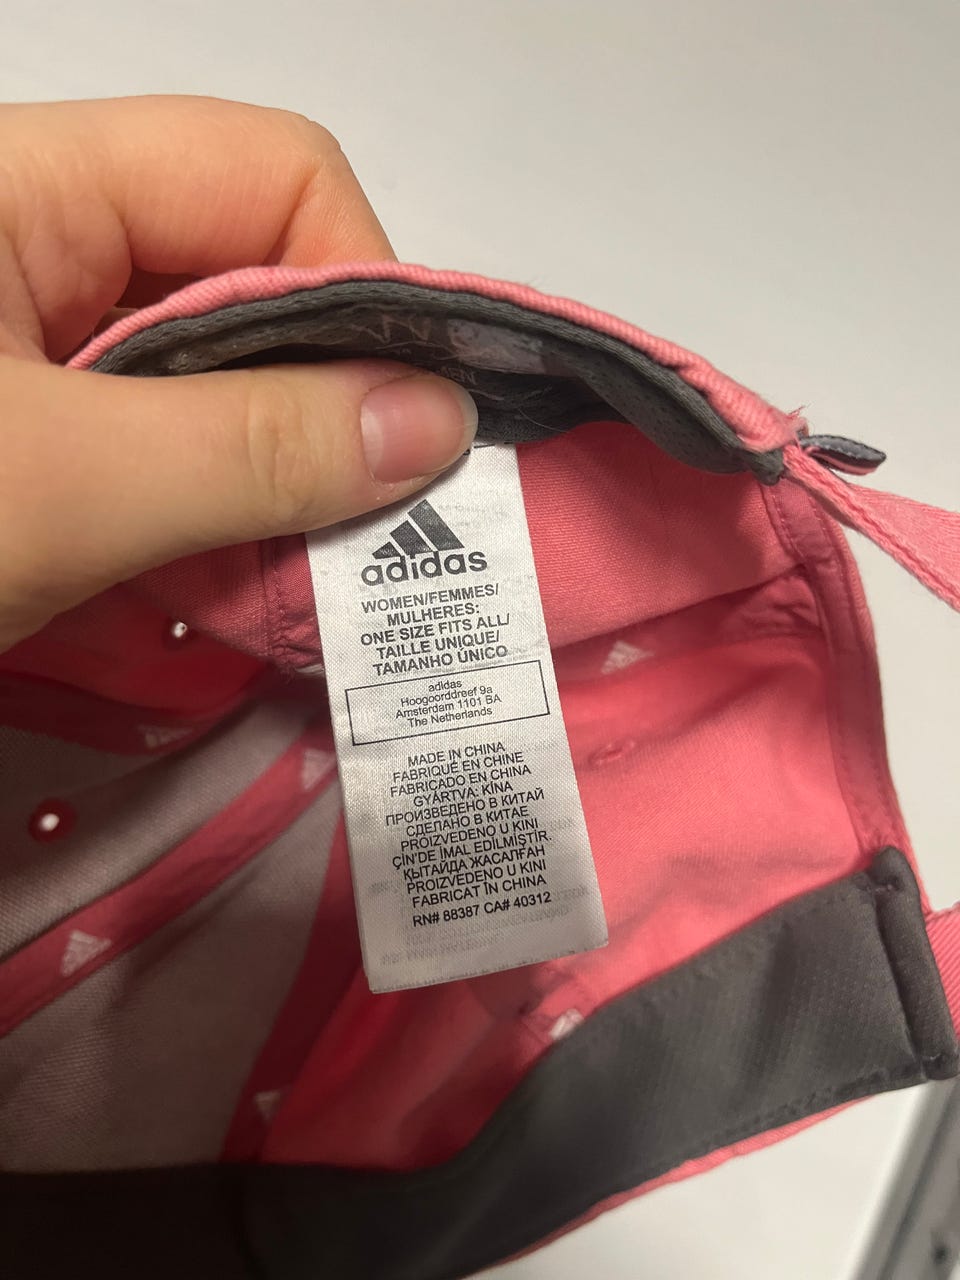 adidas
WOMEN/FEMMES/
MULHERES:
ONE SIZE FITS ALL/
TAILLE UNIQUE/
TAMANHO ÚNICO
adidas
Hoogoorddreef 9a
Amsterdam 1101 BA
The Netherlands
MADE IN CHINA
FABRIQUÉ EN CHINE
FABRICADO EN CHINA
GYÁRTVA: KÍNA
ПРОИЗВЕДЕНО В КИТАЙ
СДЕЛАНО В КИТАЕ
PROIZVEDENO U KINI
ÇİN'DE İMAL EDİLMİŞTİR.
ҚЫТАЙДА ЖАСАЛҒАН
PROIZVEDENO U KINI
FABRICAT ÎN CHINA
RN# 88387 CA# 40312